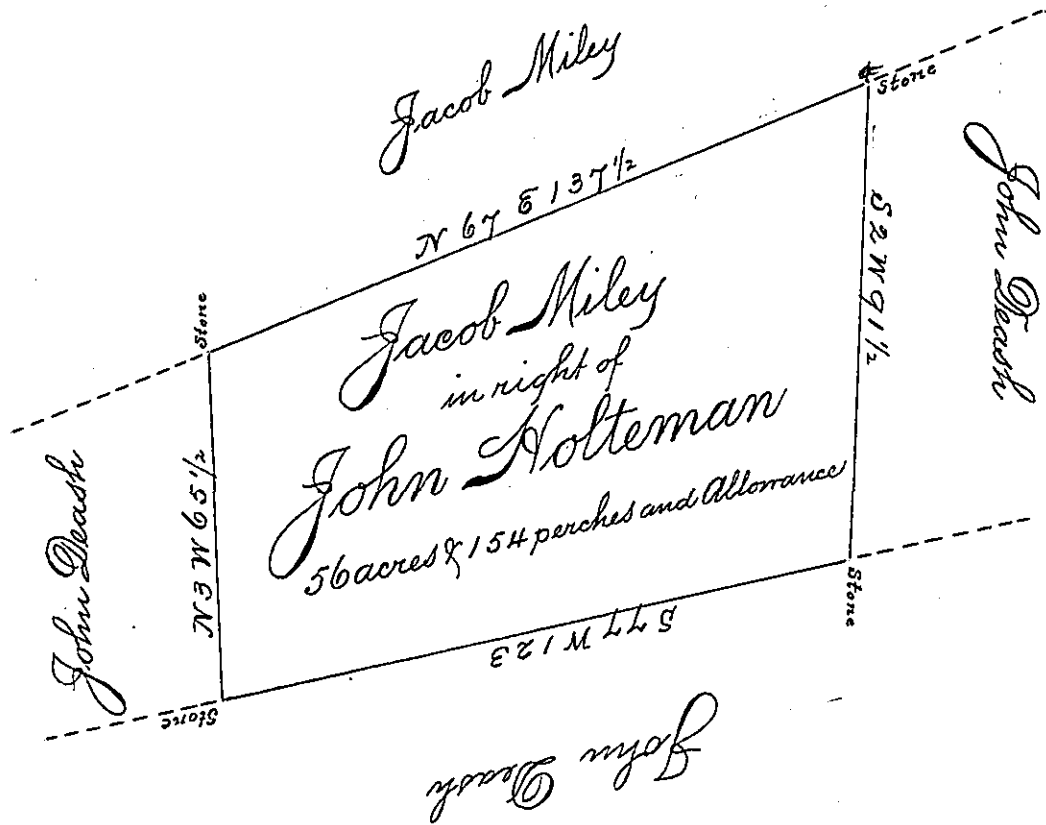 Jacob Miley
Stone
N 67 E 137 1/2
John Deash
S 2 W 91 1/2
Stone
Jacob Miley
in right of
John Holteman
56 acres & 154 perches and Allowance
N 3 W 65 1/2
John Deash
Stone
S 77 W 123
Stone
John Deash